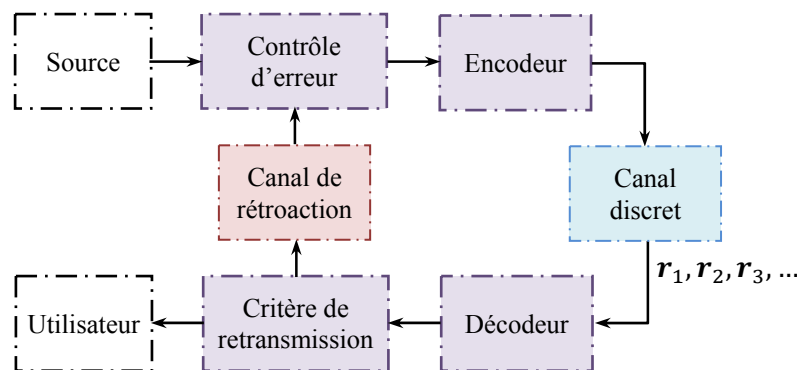 Source
Contrôle
d'erreur
Encodeur
Canal de
rétroaction
Canal
discret
𝒓₁, 𝒓₂, 𝒓₃, …
Utilisateur
Critère de
retransmission
Décodeur